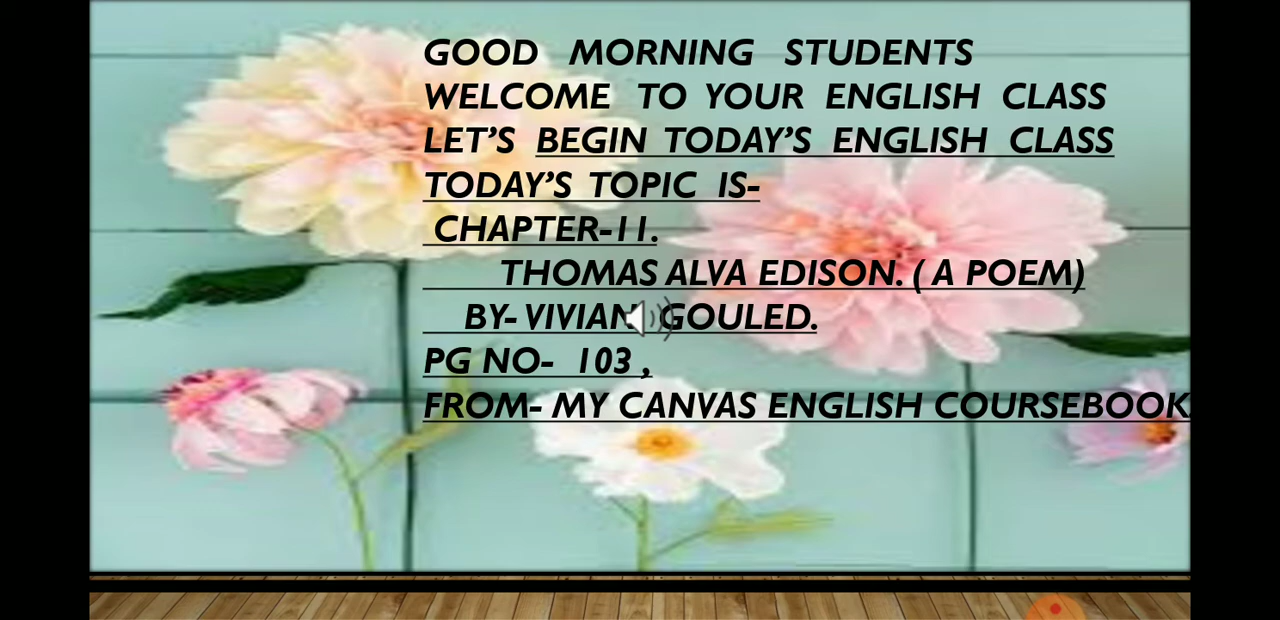 GOOD MORNING STUDENTS
WELCOME TO YOUR ENGLISH CLASS
LET’S BEGIN TODAY’S ENGLISH CLASS
TODAY’S TOPIC IS-
CHAPTER-11.
THOMAS ALVA EDISON. ( A POEM)
BY- VIVIAN GOULED.
PG NO- 103 ,
FROM- MY CANVAS ENGLISH COURSEBOOK